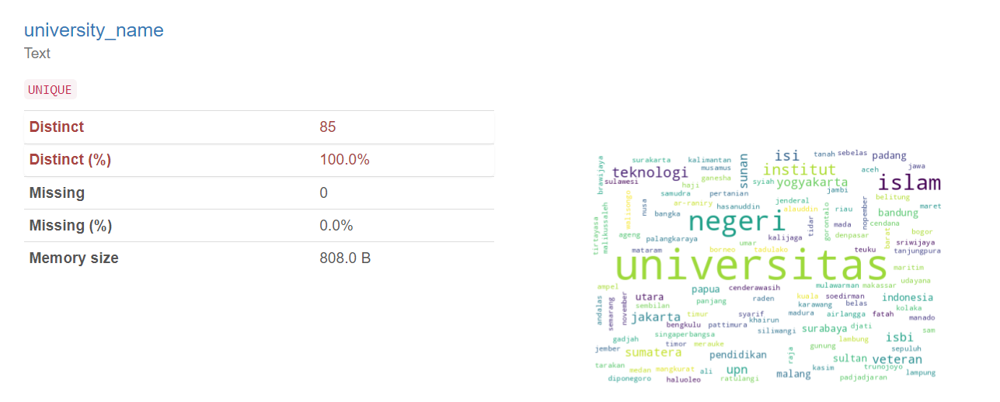 university_name
Text
UNIQUE
Distinct 85
Distinct (%) 100.0%
Missing 0
Missing (%) 0.0%
Memory size 808.0 B
brawijaya surakarta kalimantan sunan isi tanah sebelas padang
teknologi musamus institut aceh jawa
sulawesi haji ganesha syiah yogyakarta islam
walisongo samudra pertanian jambi
malikussaleh nusa ar-raniry hasanuddin jenderal alauddin gorontalo riau nopember belitung maret
tirtayasa bangka negeri tidar mada bandung cendana
ageng palangkaraya kalijaga denpasar barat bogor
mataram borneo umar tadulako teuku sriwijaya tanjungpura
universitas maritim
ampel papua cenderawasih mulawarman makassar udayana
andalas semarang november utara sembilan panjang raden kuala soedirman indonesia
karawang belas kolaka
jakarta timur syarif khairun madura airlangga fatah manado
bengkulu pattimura siliwangi surabaya djati sam
gadjah singaperbangsa lambung isbi
jember timor merauke gunung sepuluh
sumatera pendidikan raja sultan veteran
tarakan medan mangkurat ali upn kasim trunojoyo lampung
diponegoro haluoleo ratulangi malang padjadjaran